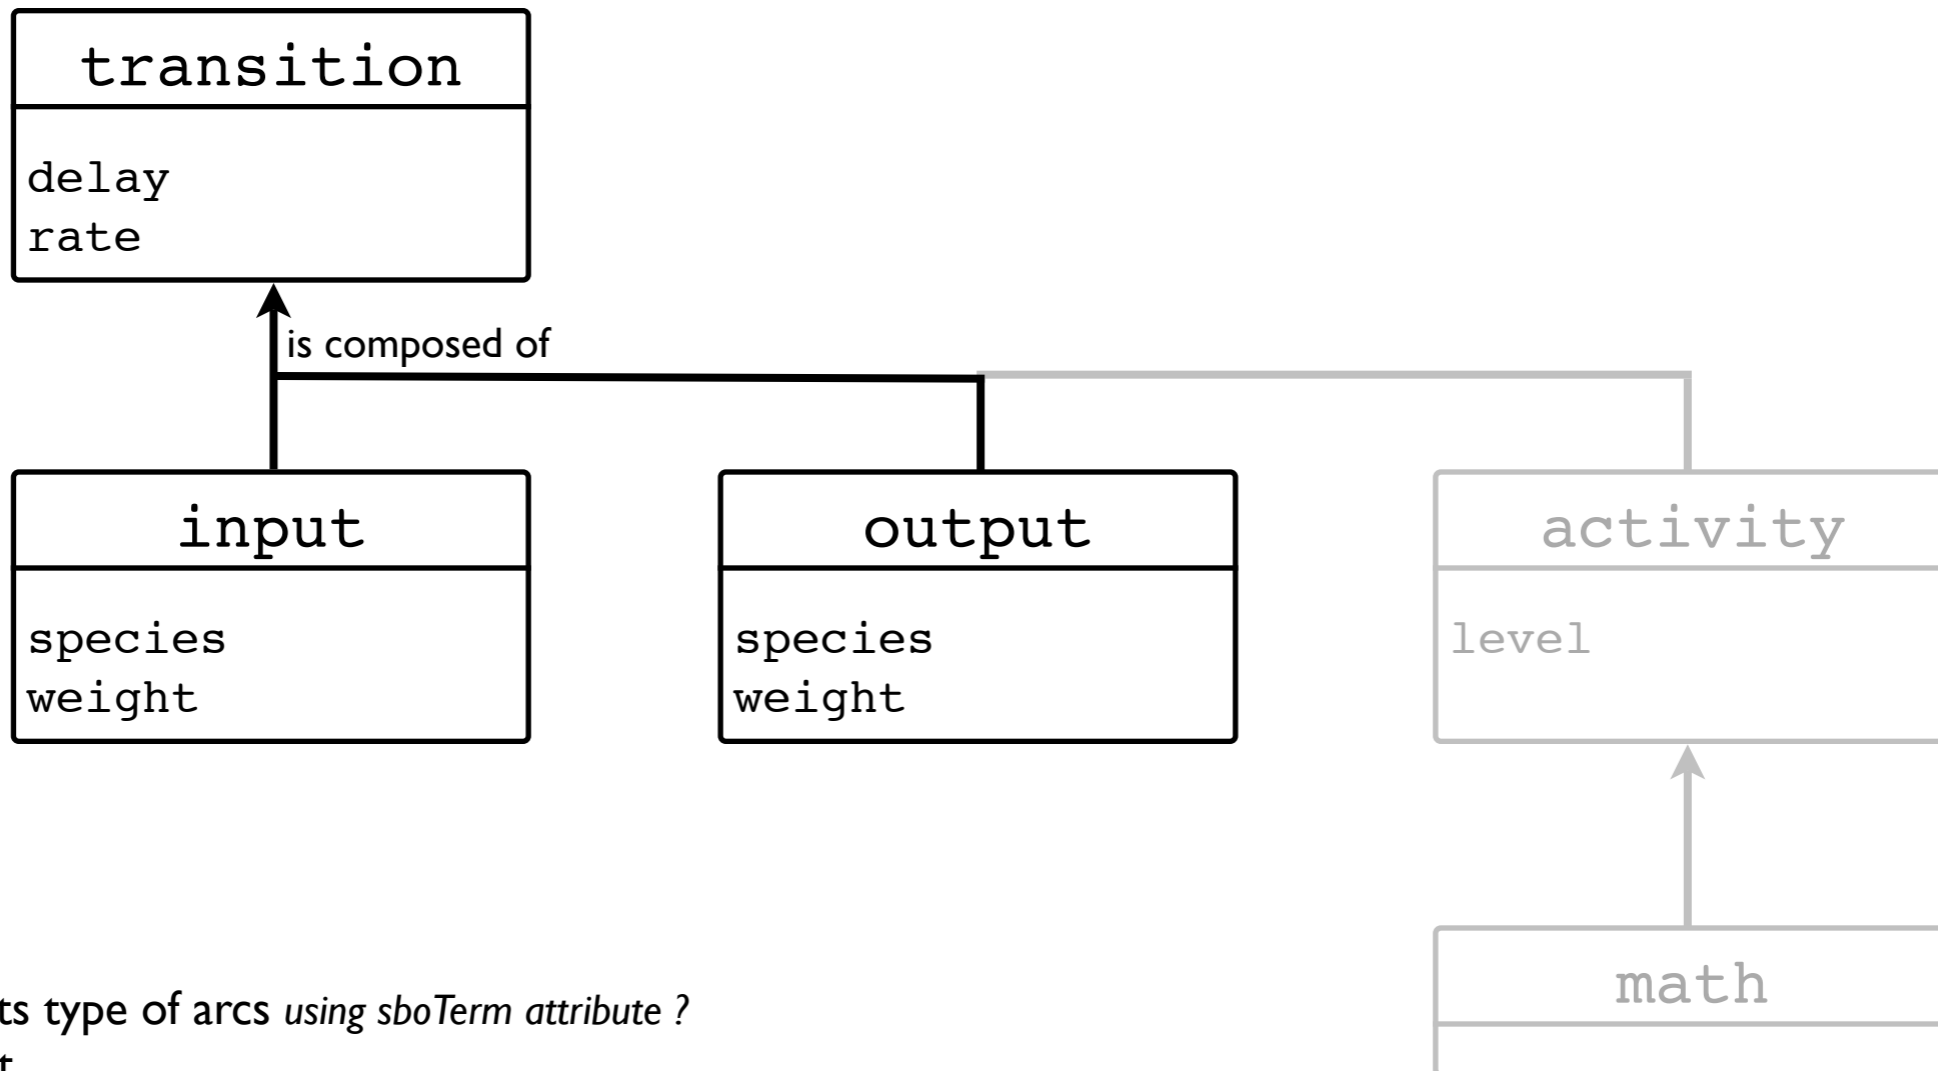 transition
delay
rate
is composed of
input
species
weight
output
species
weight
activity
level
math
type of arcs using sboTerm attribute ?